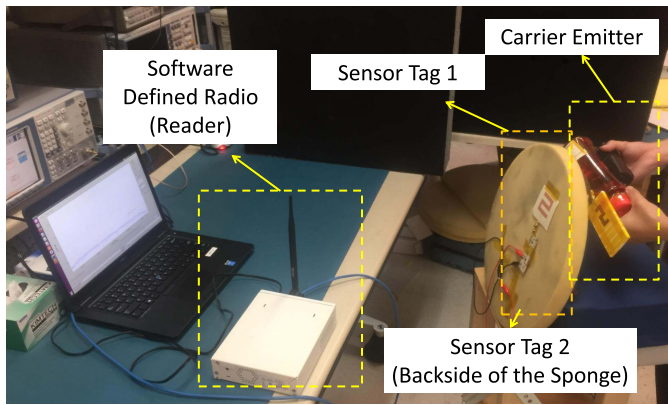 Carrier Emitter
Software
Defined Radio
(Reader)
Sensor Tag 1
Sensor Tag 2
(Backside of the Sponge)